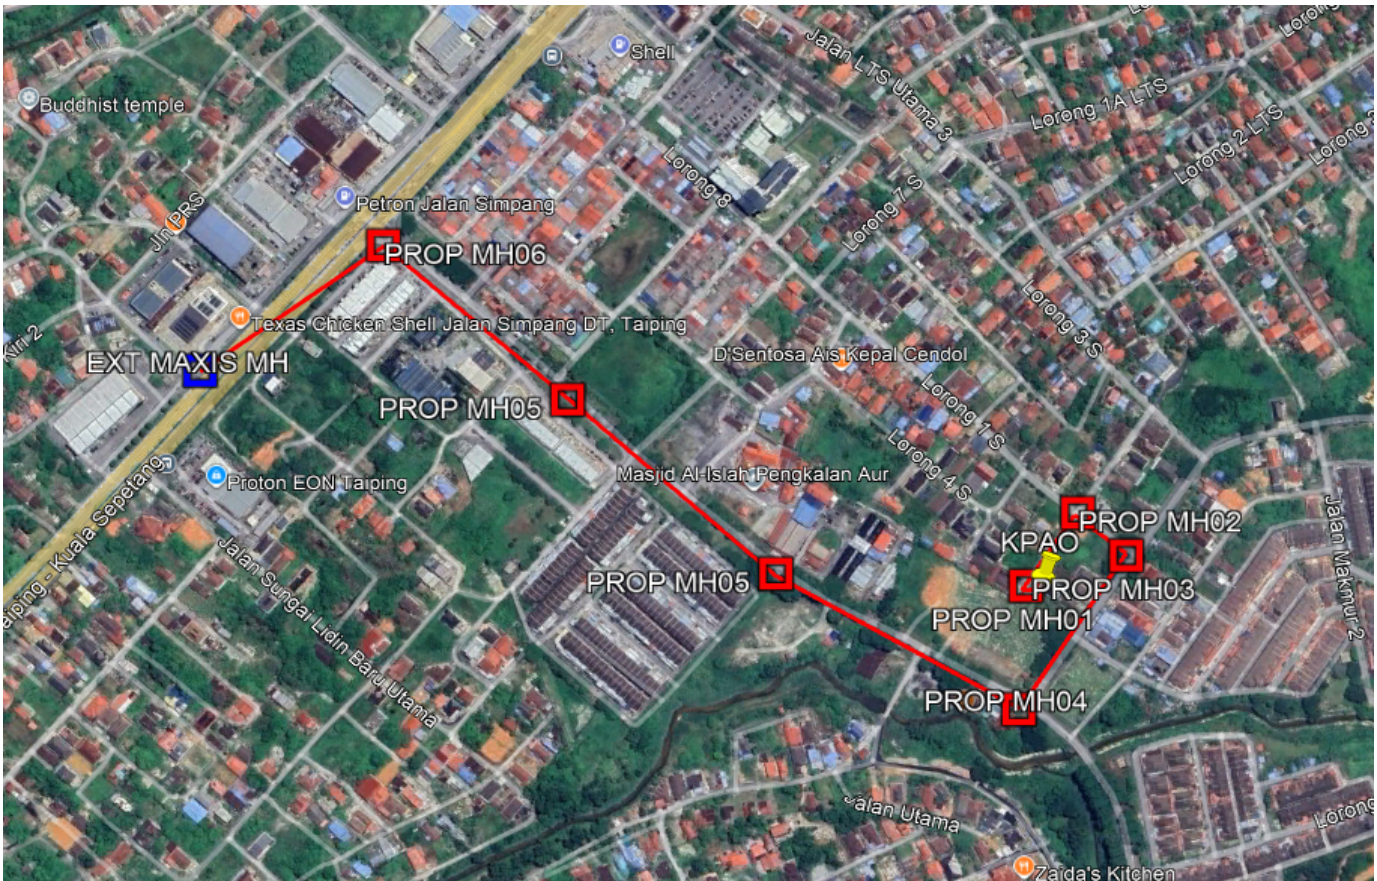 Shell
Jalan LTS Utama 3
Buddhist temple
Lorong 1A LTS
Lorong 2 LTS
Lorong 8
Petron Jalan Simpang
Lorong 7 S
Jln PRS
PROP MH06
Lorong 3 S
Texas Chicken Shell Jalan Simpang DT, Taiping
EXT MAXIS MH
D'Sentosa Ais Kepal Cendol
Lorong 1 S
PROP MH05
Lorong 4 S
Masjid Al-Islah Pengkalan Aur
Proton EON Taiping
Taiping - Kuala Sepetang
PROP MH02
Jalan Makmur 2
KPAO
PROP MH05
PROP MH03
PROP MH01
Jalan Sungai Lidin Baru Utama
PROP MH04
Jalan Utama
Lorong
Zaida's Kitchen